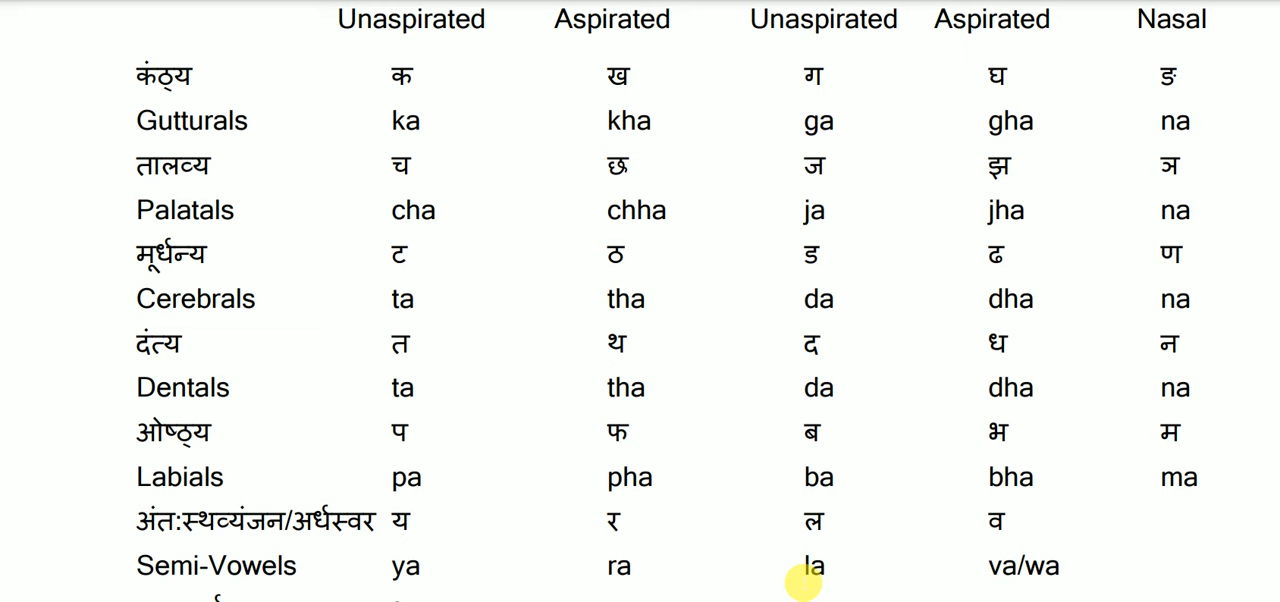 Unaspirated Aspirated Unaspirated Aspirated Nasal
कंठ्य क ख ग घ ङ
Gutturals ka kha ga gha na
तालव्य च छ ज झ ञ
Palatals cha chha ja jha na
मूर्धन्य ट ठ ड ढ ण
Cerebrals ta tha da dha na
दंत्य त थ द ध न
Dentals ta tha da dha na
ओष्ठ्य प फ ब भ म
Labials pa pha ba bha ma
अंत:स्थव्यंजन/अर्धस्वर य र ल व
Semi-Vowels ya ra la va/wa